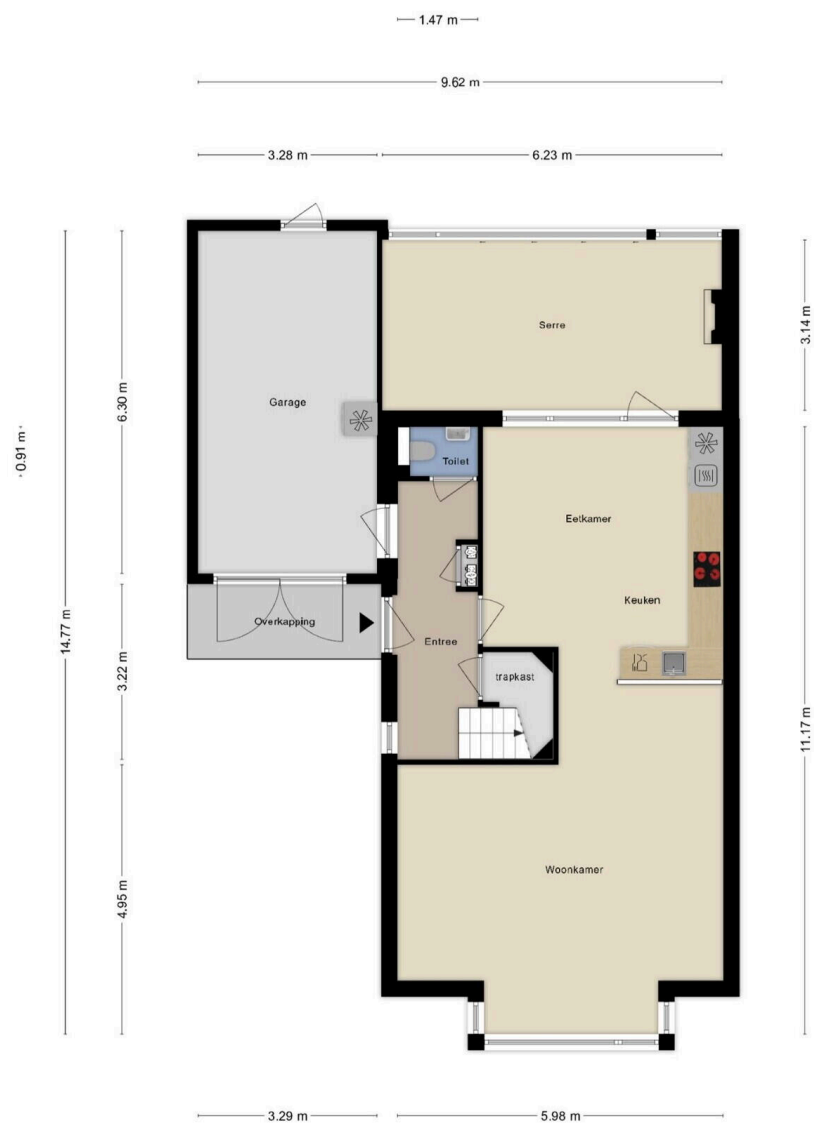 1.47 m
9.62 m
3.28 m
6.23 m
Serre
3.14 m
Garage
6.30 m
0.91 m
Toilet
Eetkamer
Keuken
Overkapping
Entree
14.77 m
3.22 m
trapkast
11.17 m
Woonkamer
4.95 m
3.29 m
5.98 m